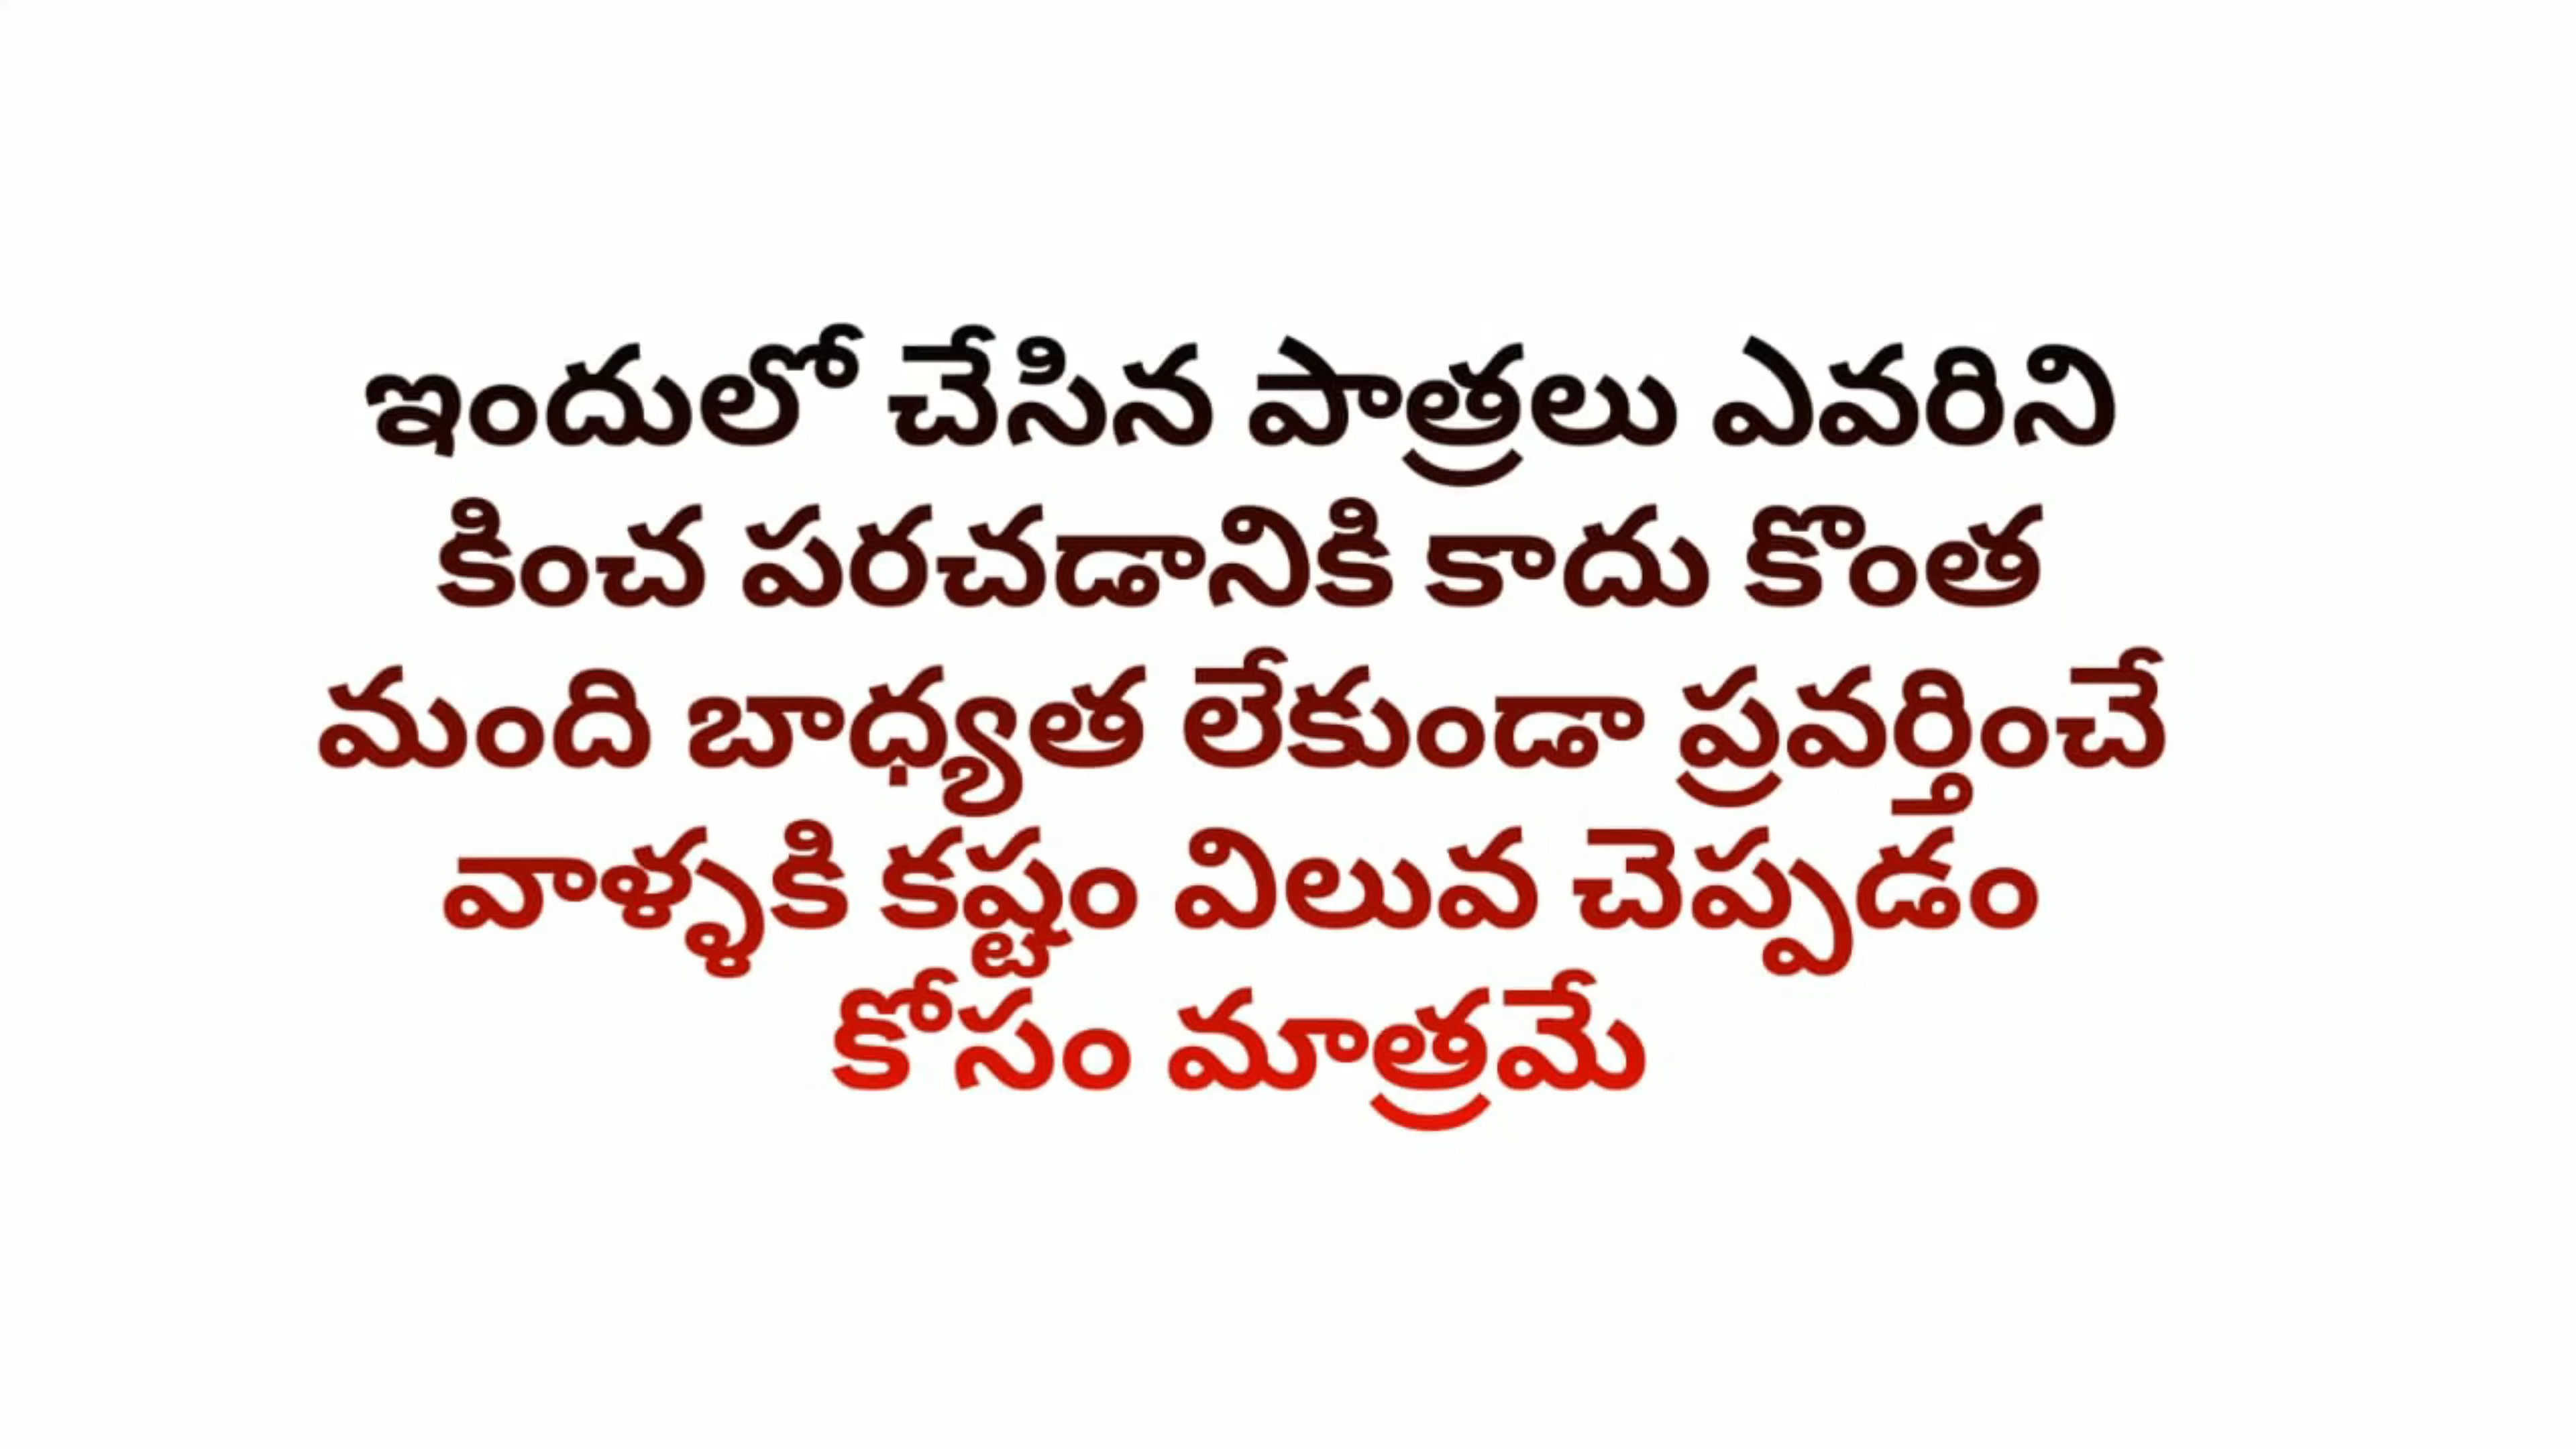 ఇందులో చేసిన పాత్రలు ఎవరిని
కించ పరచడానికి కాదు కొంత
మంది బాధ్యత లేకుండా ప్రవర్తించే
వాళ్ళకి కష్టం విలువ చెప్పడం
కోసం మాత్రమే